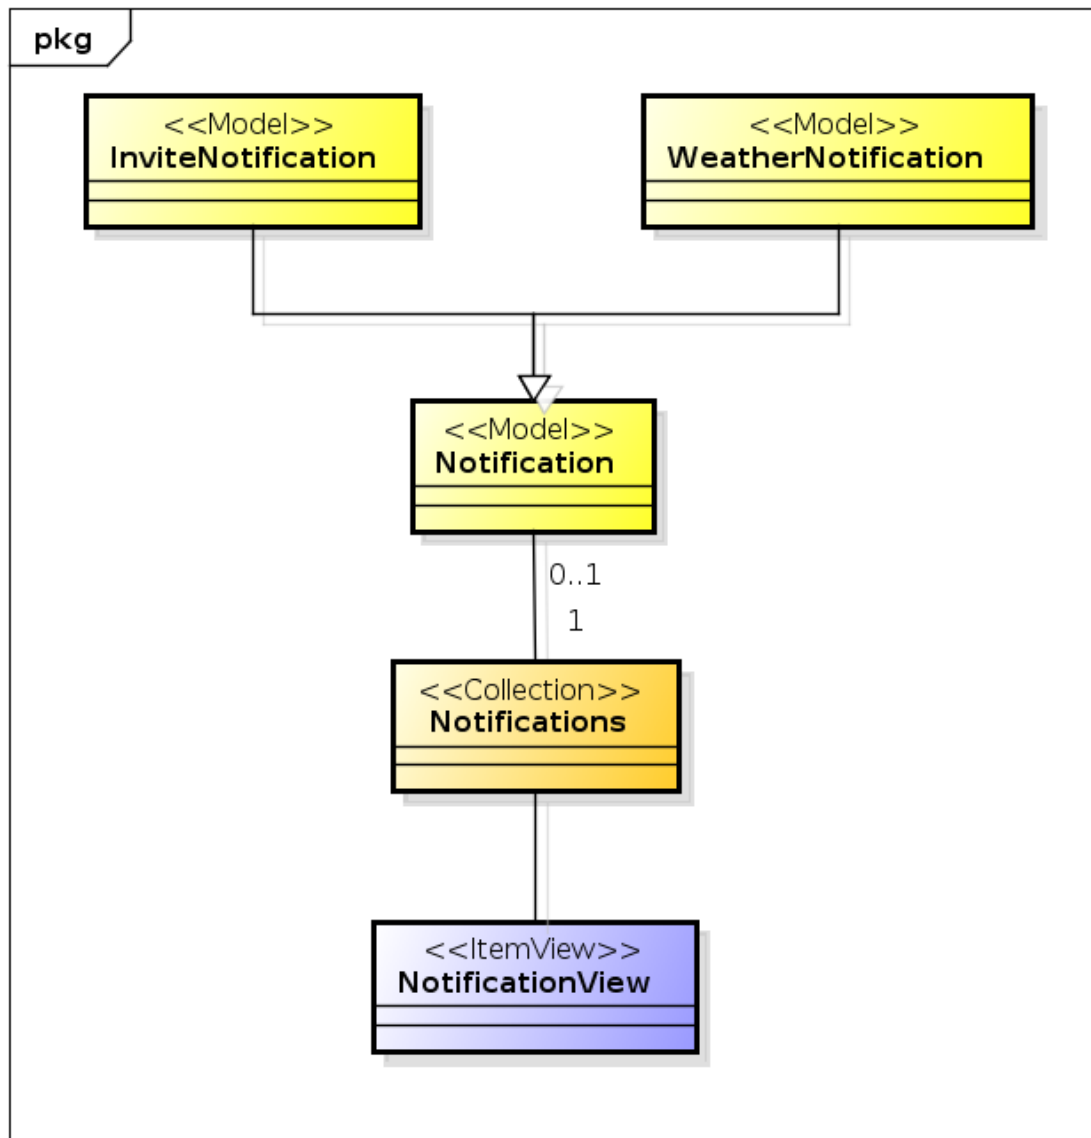 pkg
<<Model>>
InviteNotification
<<Model>>
WeatherNotification
<<Model>>
Notification
0..1
1
<<Collection>>
Notifications
<<ItemView>>
NotificationView